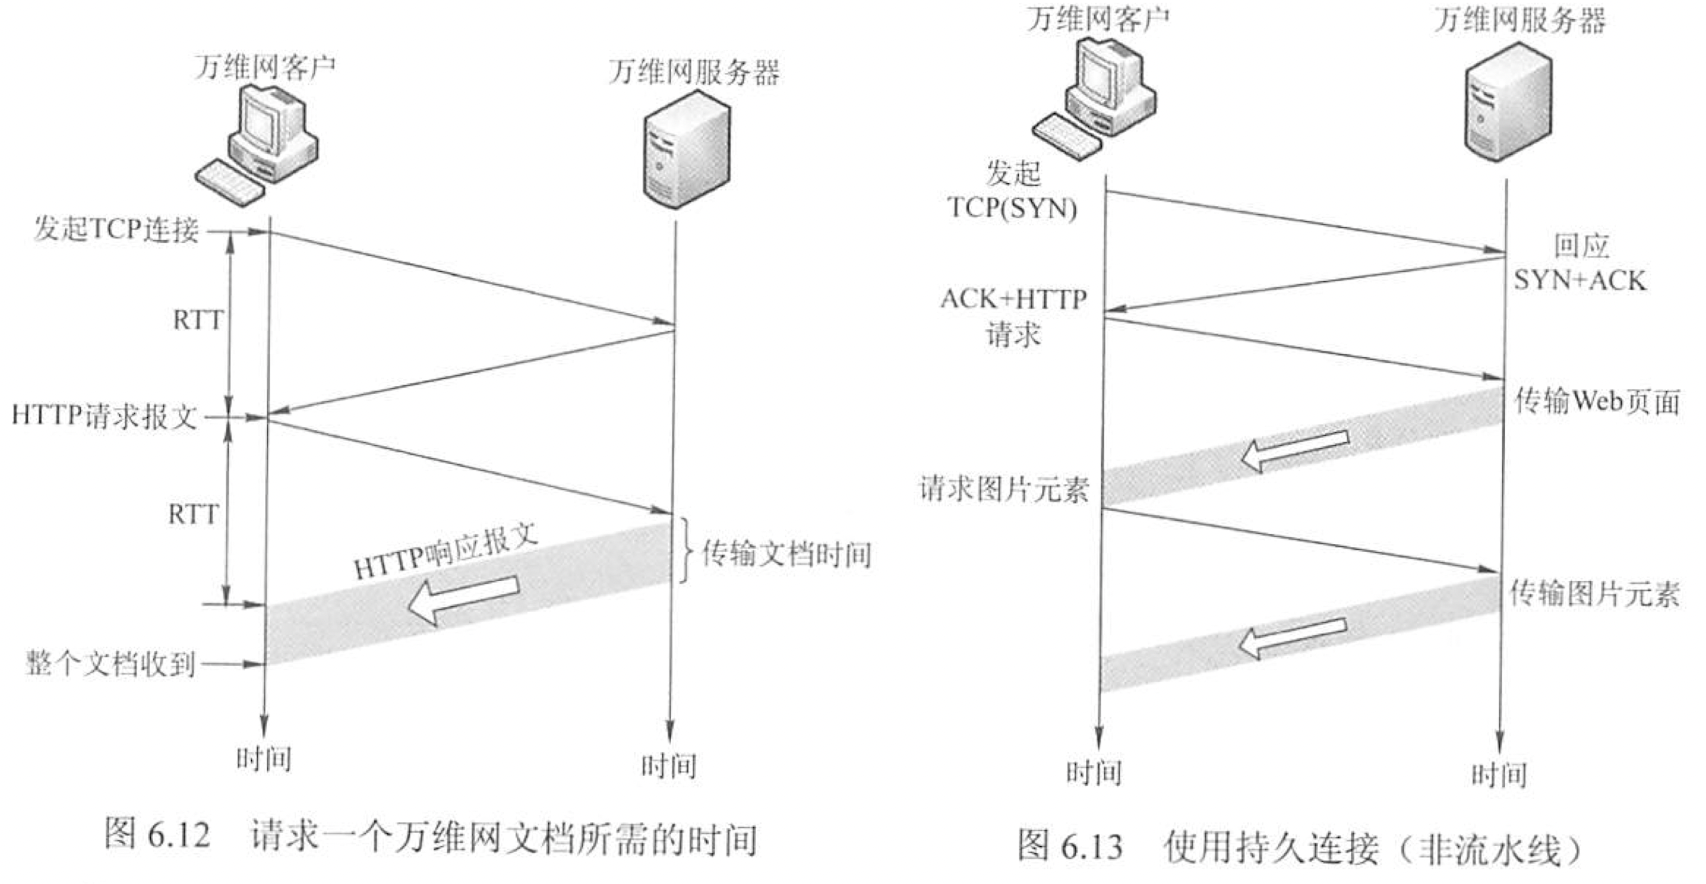 万维网客户
万维网服务器
发起TCP连接
RTT
HTTP请求报文
RTT
HTTP响应报文
传输文档时间
整个文档收到
时间
时间
图 6.12 请求一个万维网文档所需的时间
万维网客户
万维网服务器
发起
TCP(SYN)
回应
SYN+ACK
ACK+HTTP
请求
传输Web页面
请求图片元素
传输图片元素
时间
时间
图 6.13 使用持久连接（非流水线）